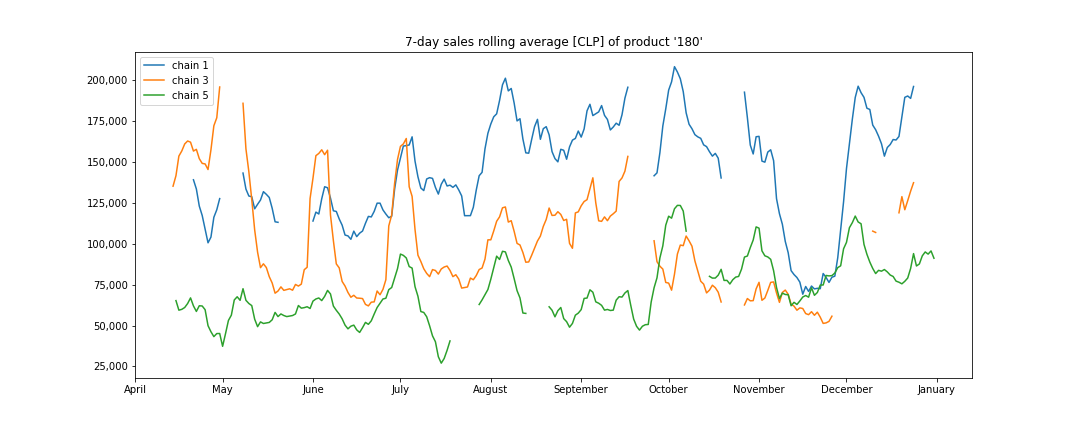 7-day sales rolling average [CLP] of product '180'
chain 1
chain 3
chain 5
200,000
175,000
150,000
125,000
100,000
75,000
50,000
25,000
April May June July August September October November December January